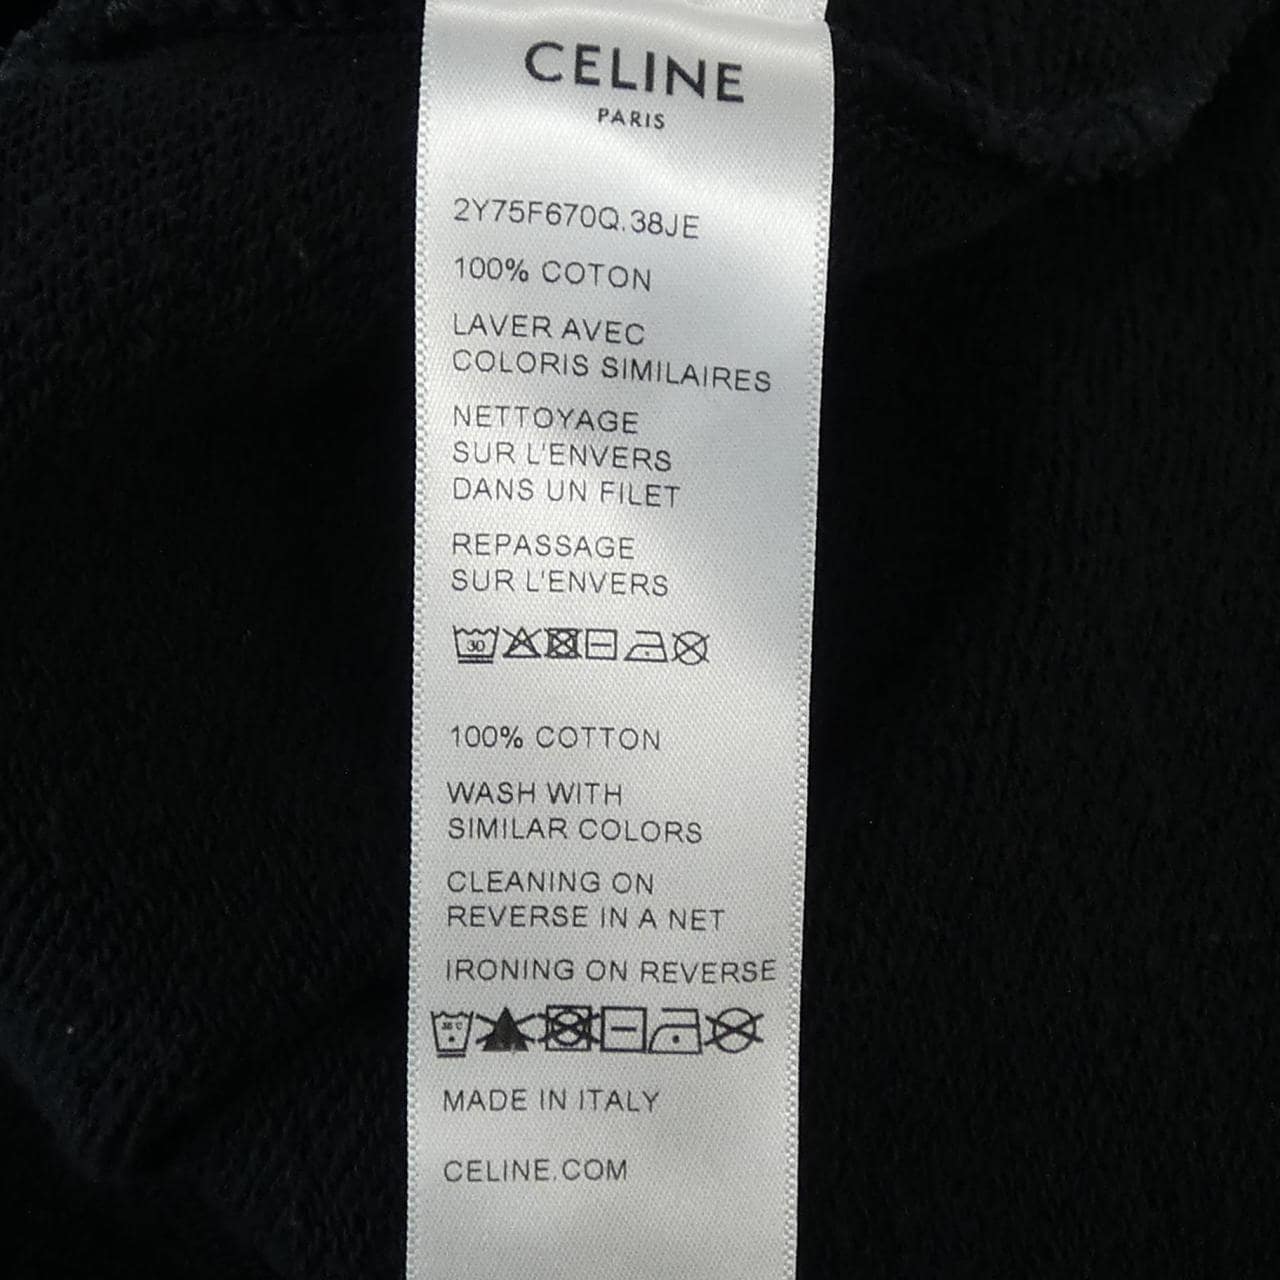 CELINE
PARIS
2Y75F670Q.38JE
100% COTON
LAVER AVEC
COLORIS SIMILAIRES
NETTOYAGE
SUR L'ENVERS
DANS UN FILET
REPASSAGE
SUR L'ENVERS
30
100% COTTON
WASH WITH
SIMILAR COLORS
CLEANING ON
REVERSE IN A NET
IRONING ON REVERSE
30°C
MADE IN ITALY
CELINE.COM